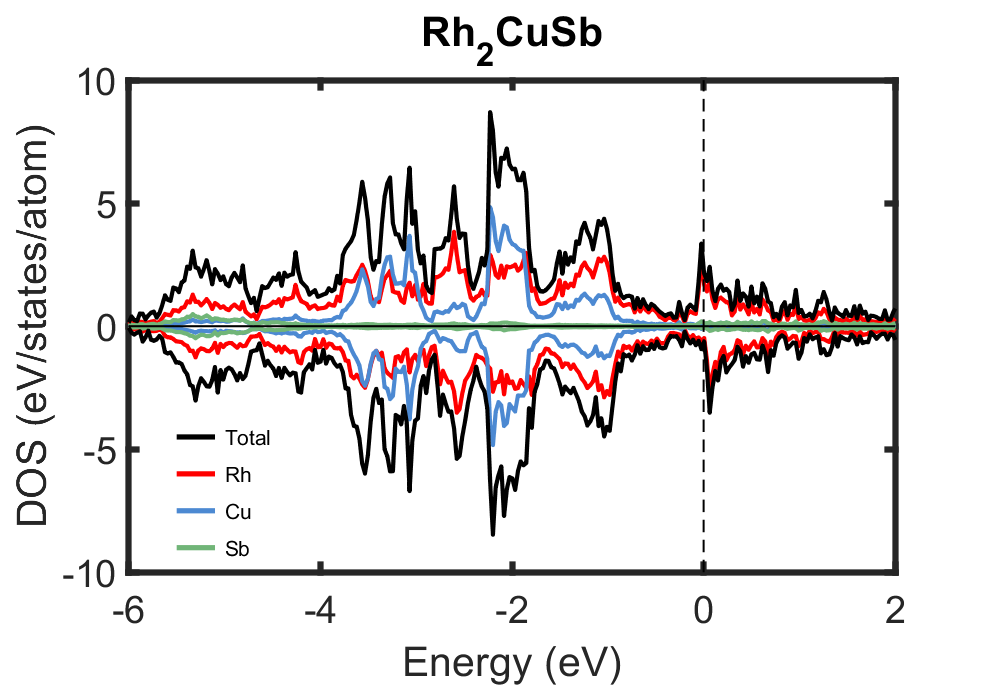 Rh2CuSb
DOS (eV/states/atom)
10
5
0
-5
-10
Total
Rh
Cu
Sb
-6 -4 -2 0 2
Energy (eV)